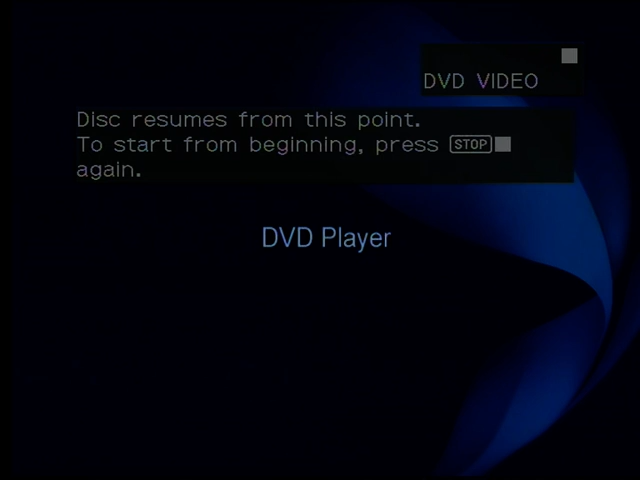 DVD VIDEO
Disc resumes from this point.
To start from beginning, press STOP
again.
DVD Player